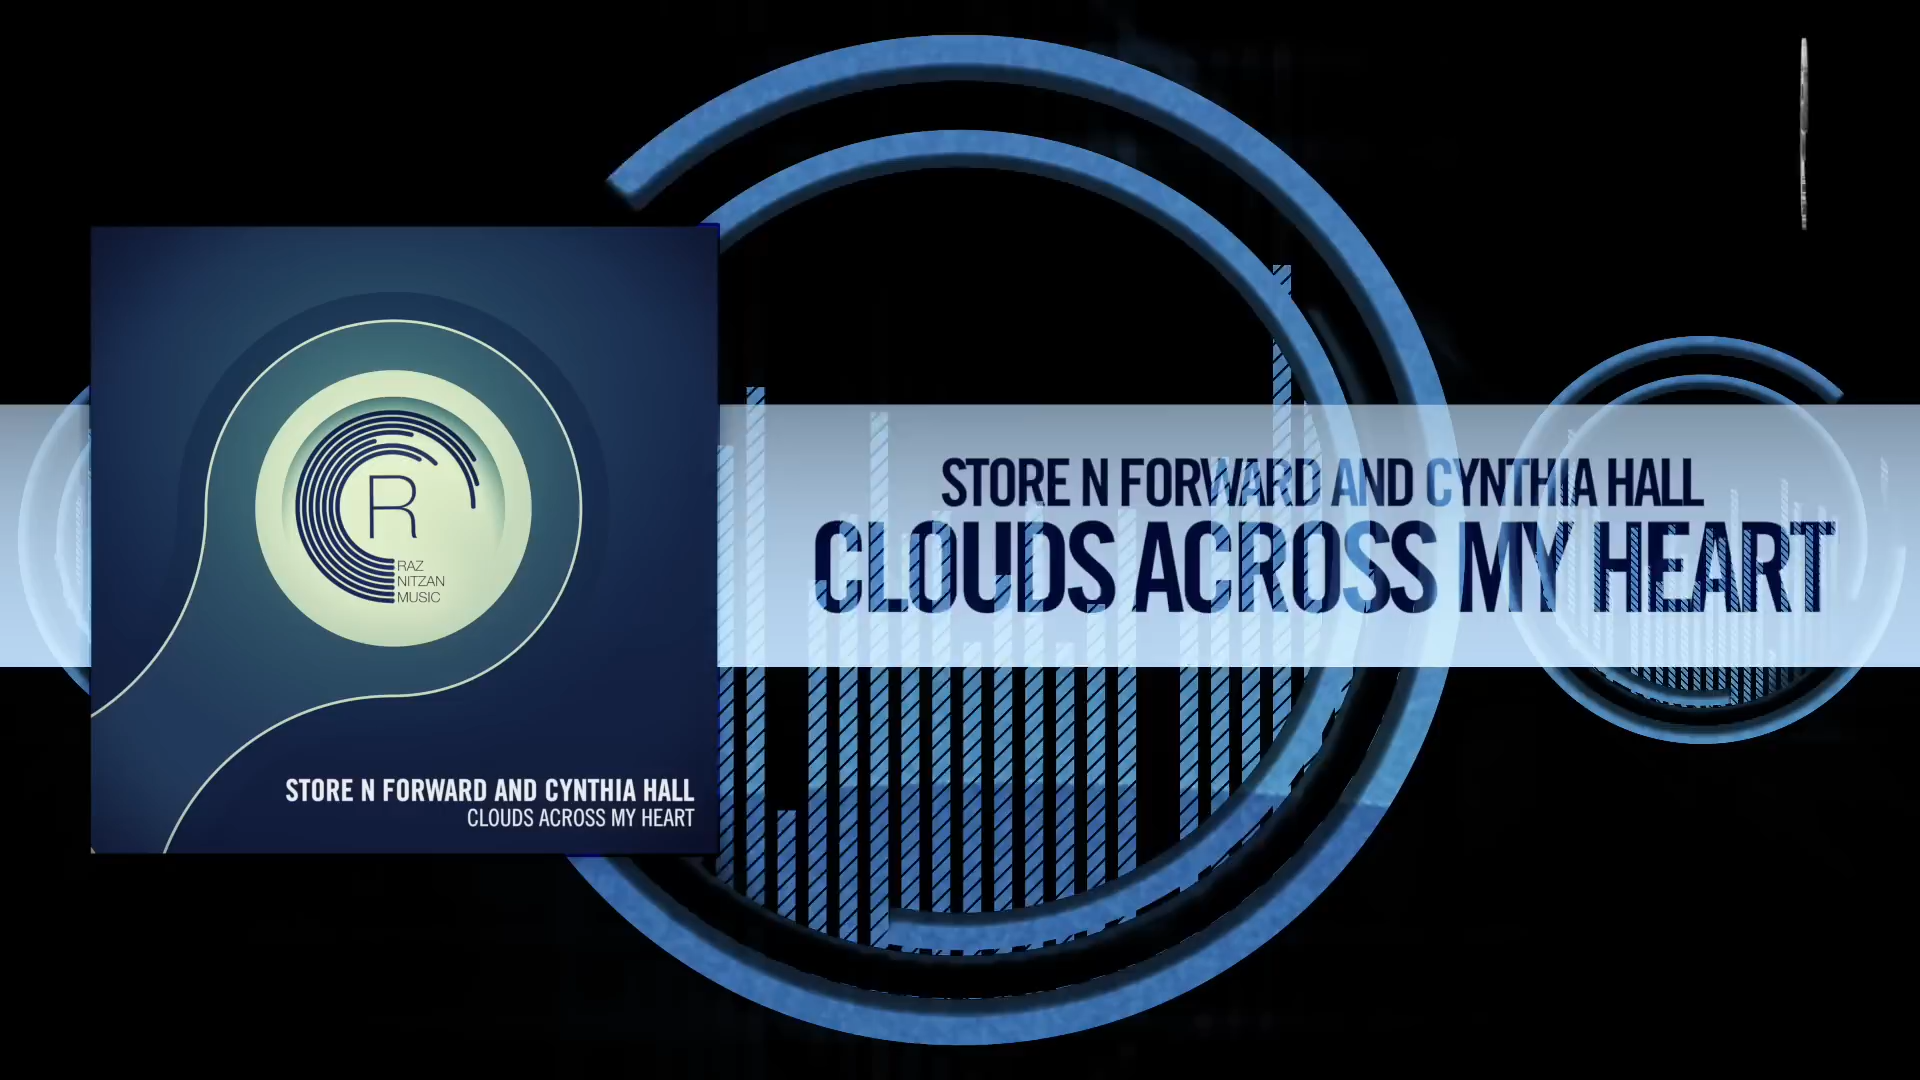 R
RAZ
NITZAN
MUSIC
STORE N FORWARD AND CYNTHIA HALL
CLOUDS ACROSS MY HEART
STORE N FORWARD AND CYNTHIA HALL
CLOUDS ACROSS MY HEART